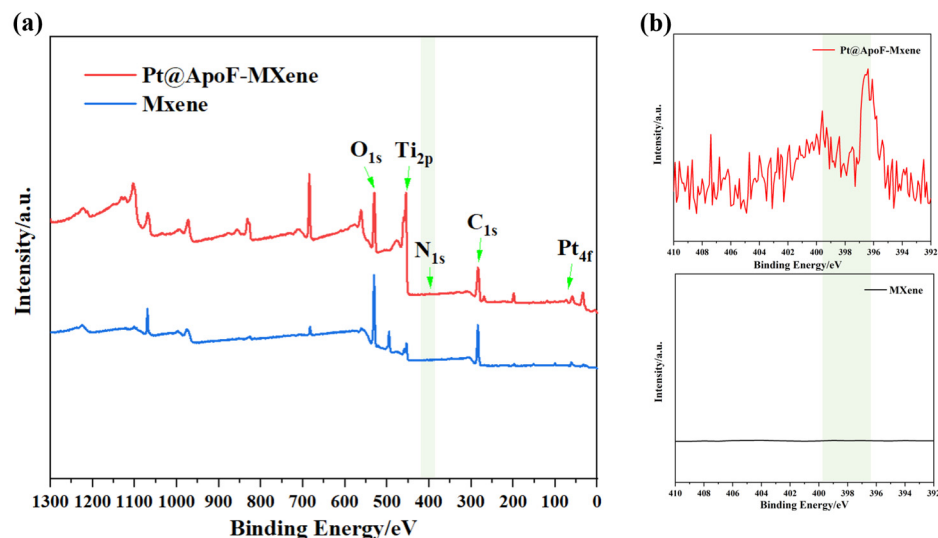 (a)
Pt@ApoF-MXene
Mxene
O1s
Ti2p
N1s
C1s
Pt4f
Intensity/a.u.
1300 1200 1100 1000 900 800 700 600 500 400 300 200 100 0
Binding Energy/eV
(b)
Pt@ApoF-Mxene
Intensity/a.u.
410 408 406 404 402 400 398 396 394 392
Binding Energy/eV
MXene
Intensity/a.u.
410 408 406 404 402 400 398 396 394 392
Binding Energy/eV